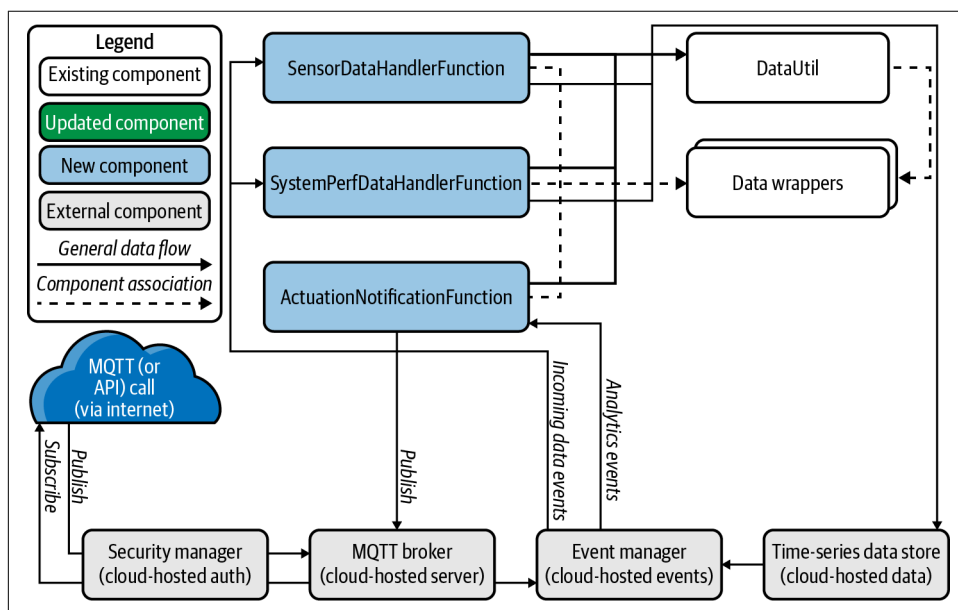 Legend
Existing component
Updated component
New component
External component
General data flow
Component association
SensorDataHandlerFunction
DataUtil
SystemPerfDataHandlerFunction
Data wrappers
ActuationNotificationFunction
MQTT (or
API) call
(via internet)
Subscribe
Publish
Publish
Incoming data events
Analytics events
Security manager
(cloud-hosted auth)
MQTT broker
(cloud-hosted server)
Event manager
(cloud-hosted events)
Time-series data store
(cloud-hosted data)